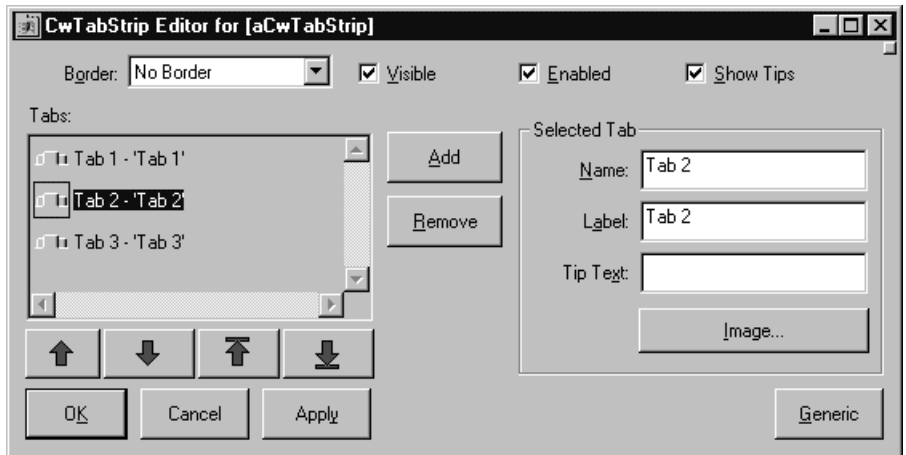 CwTabStrip Editor for [aCwTabStrip]
Border: No Border Visible Enabled Show Tips
Tabs:
Tab 1 - 'Tab 1'
Tab 2 - 'Tab 2'
Tab 3 - 'Tab 3'
Add
Remove
Selected Tab
Name: Tab 2
Label: Tab 2
Tip Text:
Image...
OK Cancel Apply Generic